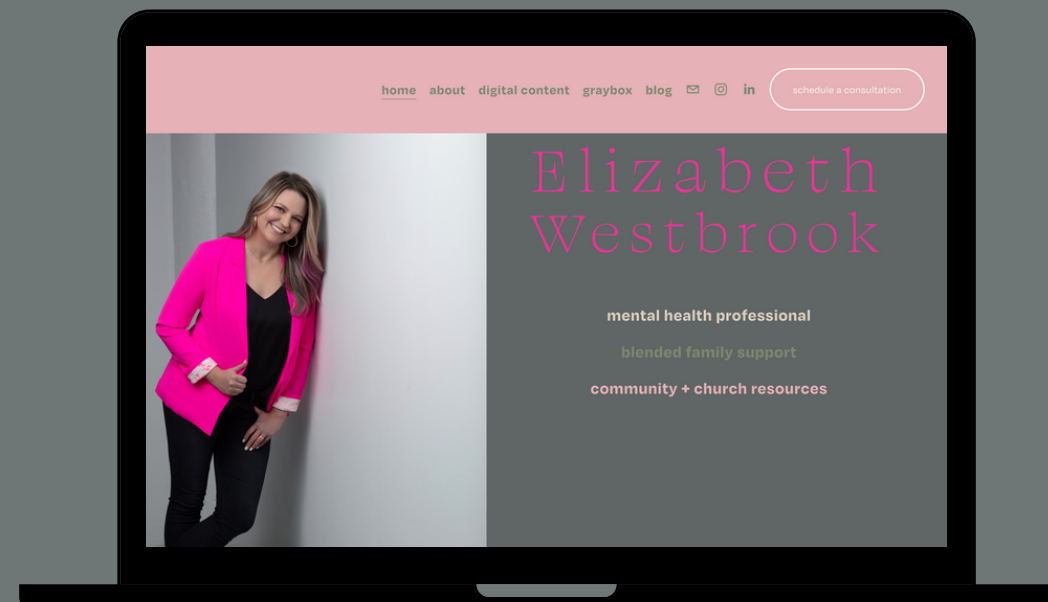 home about digital content graybox blog in schedule a consultation
Elizabeth
Westbrook
mental health professional
blended family support
community + church resources